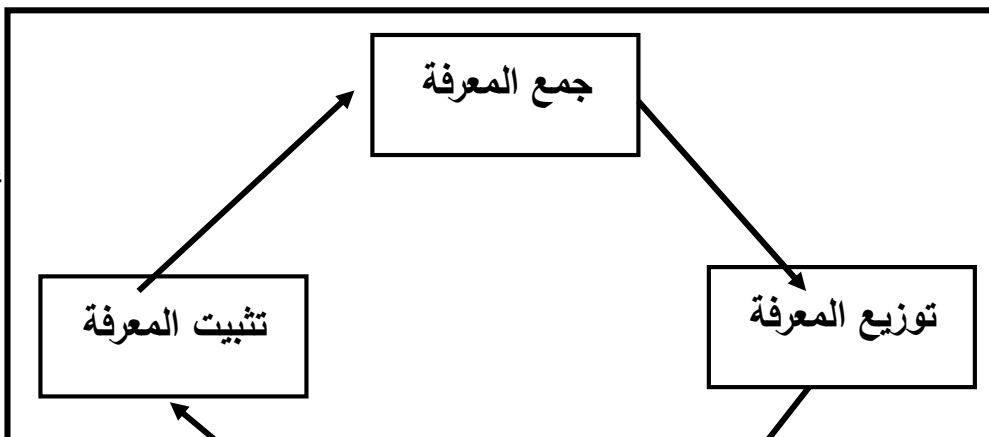 جمع المعرفة
توزيع المعرفة
تثبيت المعرفة